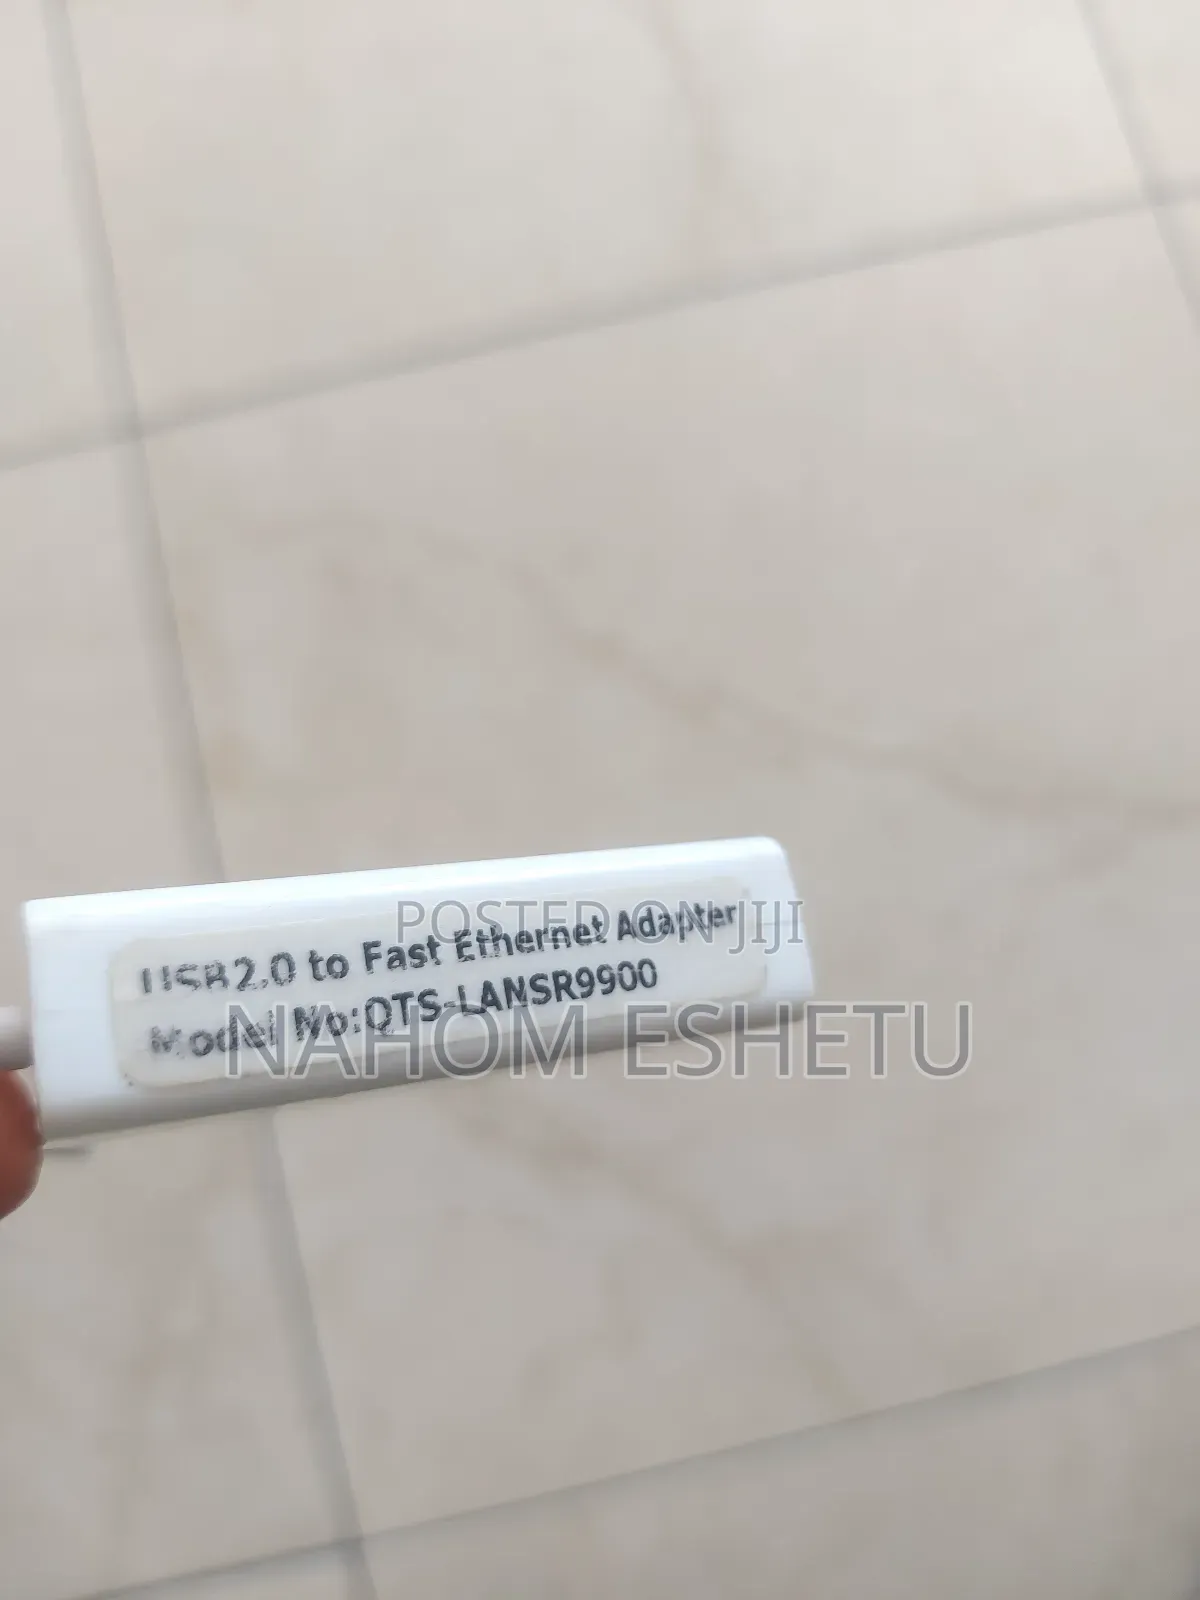 USB2.0 to Fast Ethernet Adapter
Model No:QTS-LANSR9900
POSTED ON JIJI
NAHOM ESHETU